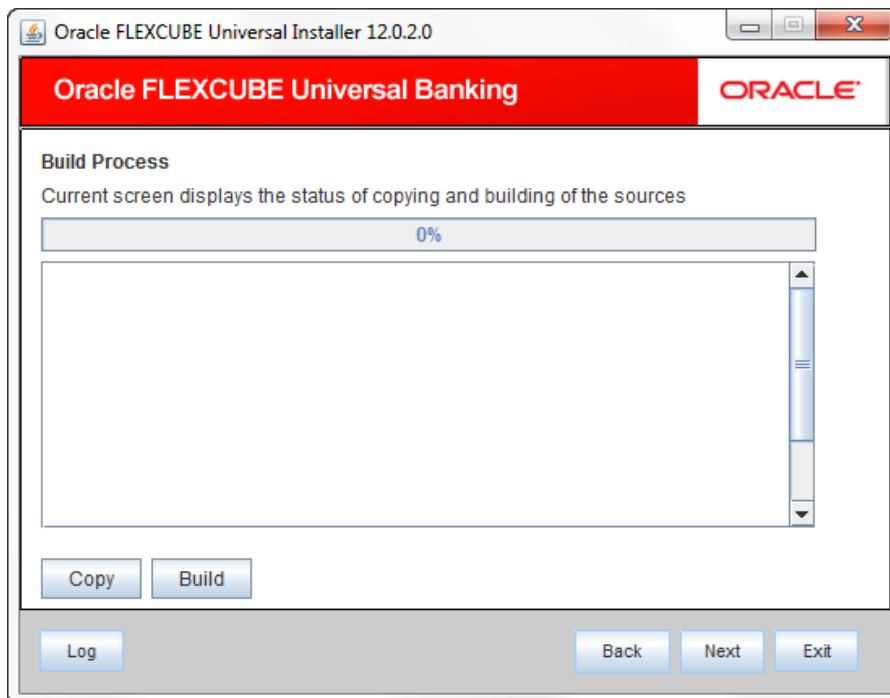 Oracle FLEXCUBE Universal Installer 12.0.2.0
Oracle FLEXCUBE Universal Banking
ORACLE
Build Process
Current screen displays the status of copying and building of the sources
0%
Copy Build
Log Back Next Exit